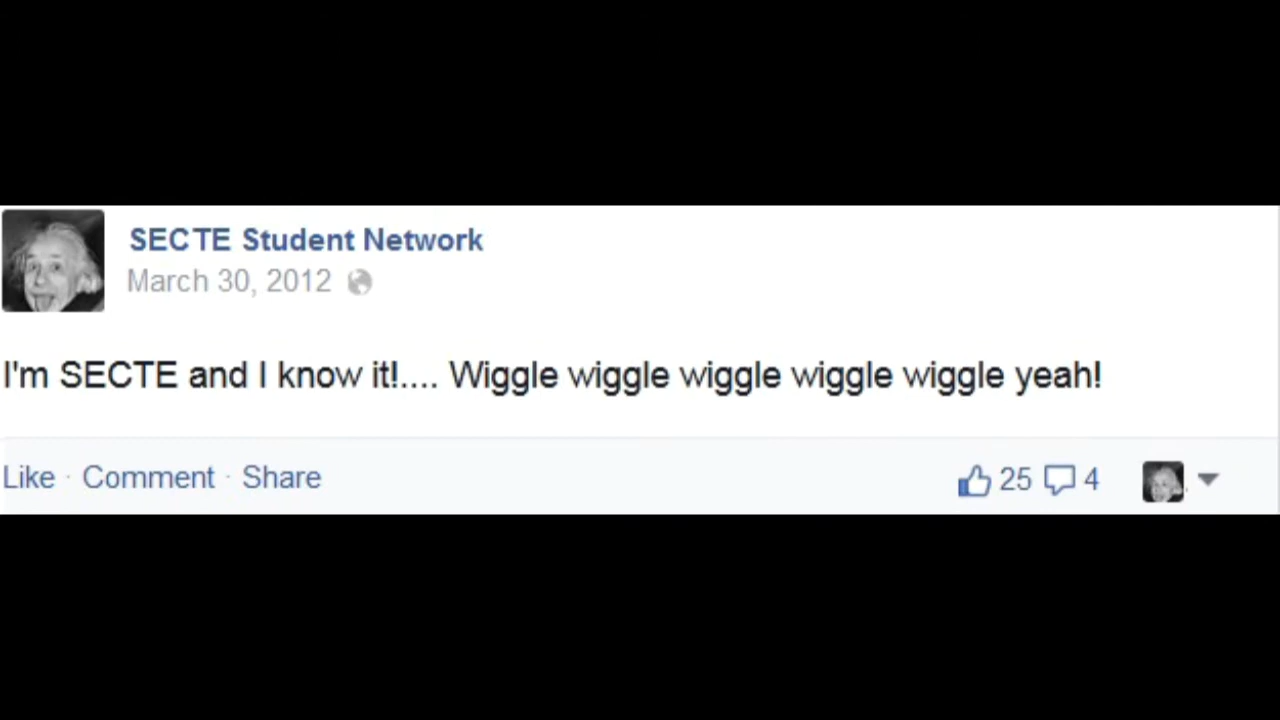 SECTE Student Network
March 30, 2012
I'm SECTE and I know it!.... Wiggle wiggle wiggle wiggle wiggle yeah!
Like · Comment · Share 25 4